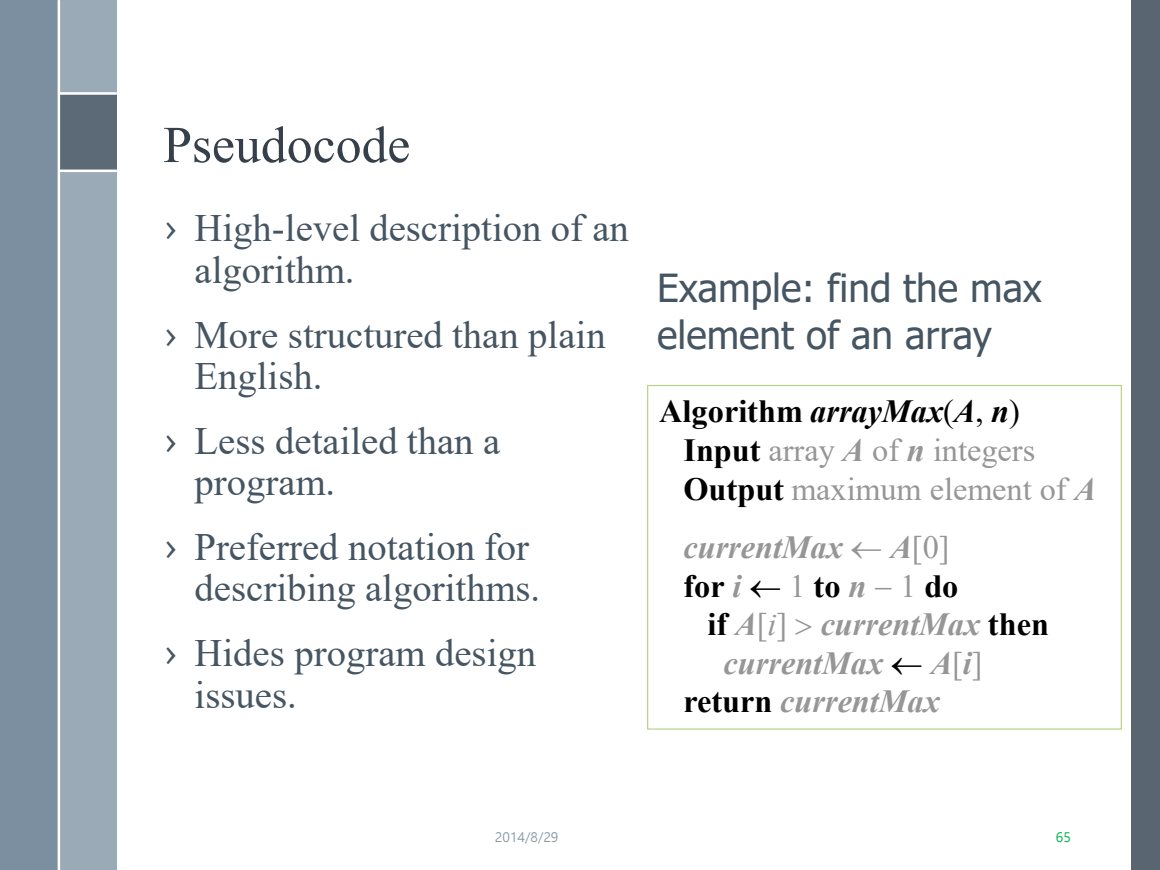 Pseudocode
› High-level description of an
algorithm.
› More structured than plain
English.
› Less detailed than a
program.
› Preferred notation for
describing algorithms.
› Hides program design
issues.
Example: find the max
element of an array
Algorithm arrayMax(A, n)
Input array A of n integers
Output maximum element of A
currentMax ← A[0]
for i ← 1 to n − 1 do
if A[i] > currentMax then
currentMax ← A[i]
return currentMax
2014/8/29
65